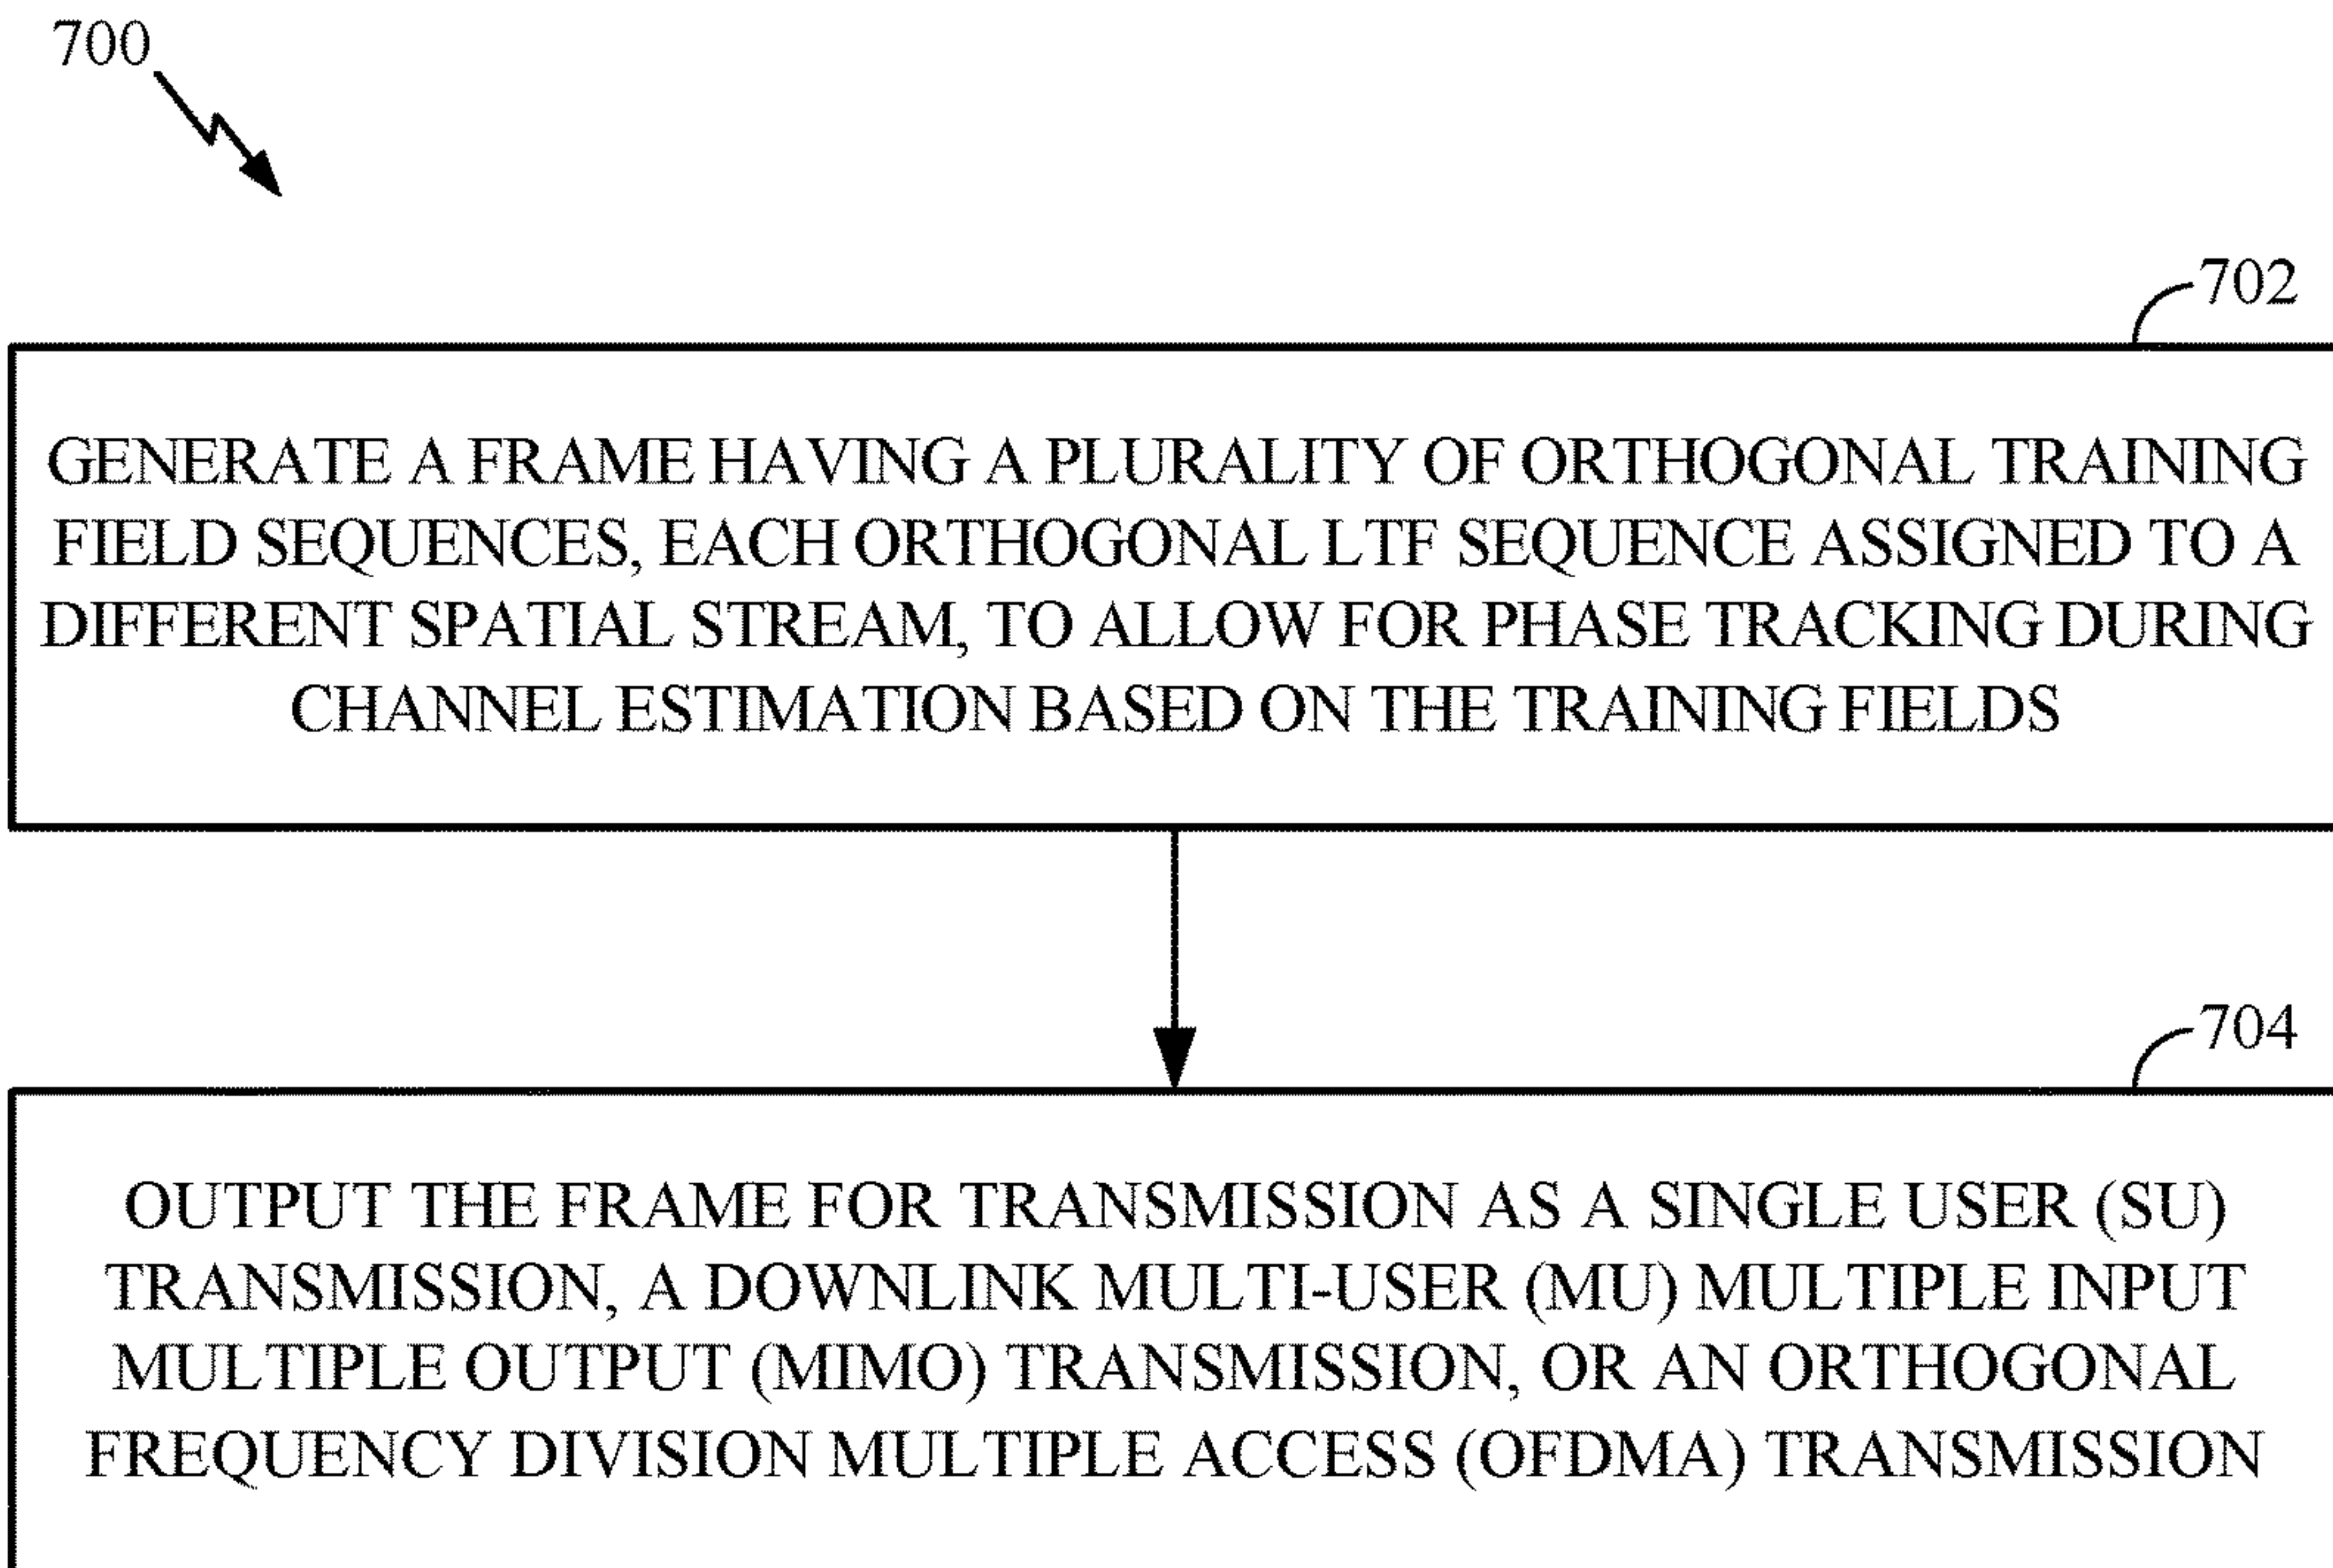 700
702
GENERATE A FRAME HAVING A PLURALITY OF ORTHOGONAL TRAINING
FIELD SEQUENCES, EACH ORTHOGONAL LTF SEQUENCE ASSIGNED TO A
DIFFERENT SPATIAL STREAM, TO ALLOW FOR PHASE TRACKING DURING
CHANNEL ESTIMATION BASED ON THE TRAINING FIELDS
704
OUTPUT THE FRAME FOR TRANSMISSION AS A SINGLE USER (SU)
TRANSMISSION, A DOWNLINK MULTI-USER (MU) MULTIPLE INPUT
MULTIPLE OUTPUT (MIMO) TRANSMISSION, OR AN ORTHOGONAL
FREQUENCY DIVISION MULTIPLE ACCESS (OFDMA) TRANSMISSION